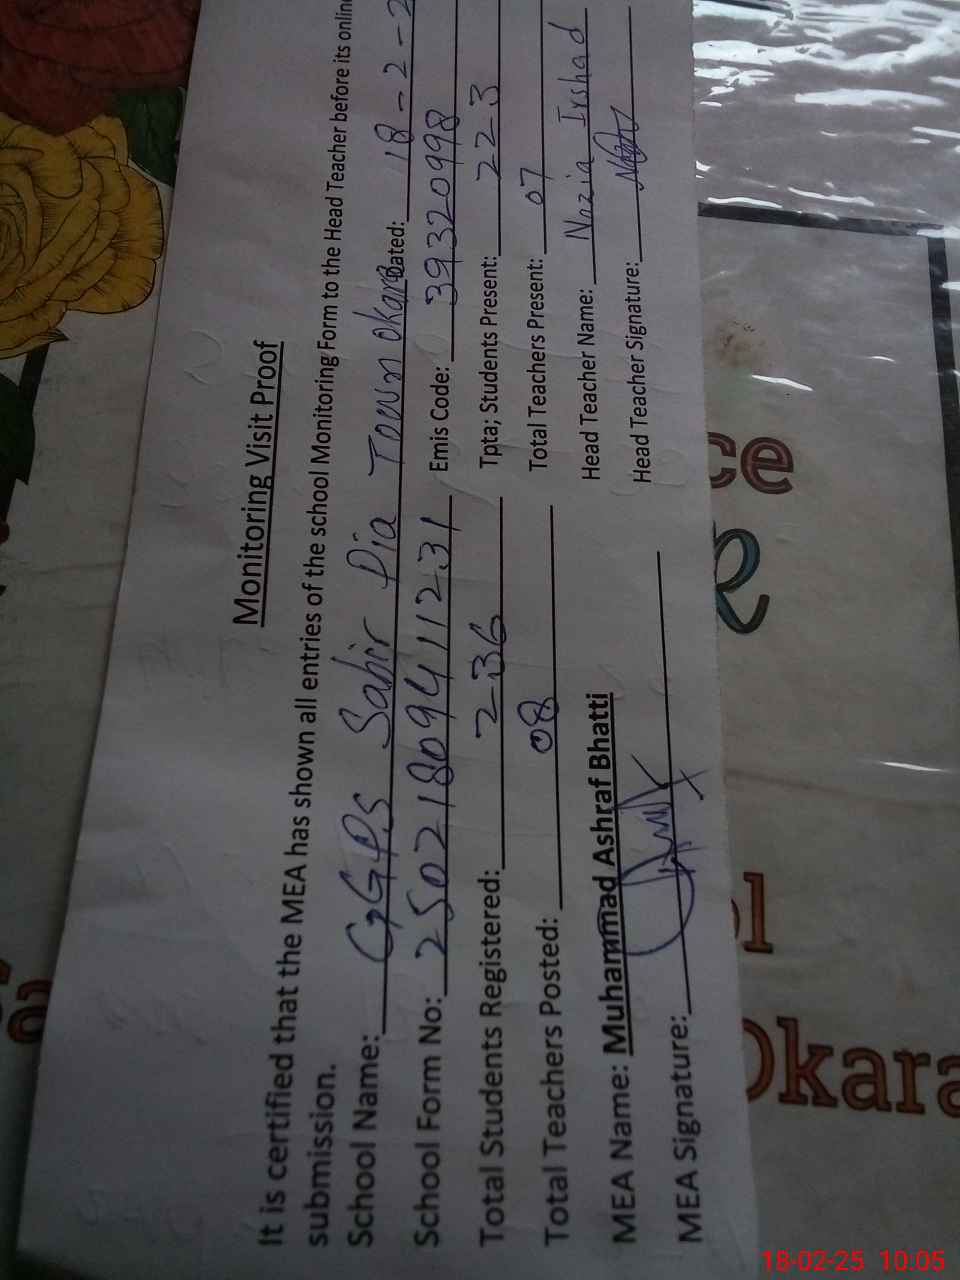 Monitoring Visit Proof
It is certified that the MEA has shown all entries of the school Monitoring Form to the Head Teacher before its online
submission.
School Name: GGPS Sabir Pia Town Okara Dated: 18-2-2
School Form No: 2502180941 11231 Emis Code: 39320998
Total Students Registered: 236 Tpta; Students Present: 223
Total Teachers Posted: 08 Total Teachers Present: 07
MEA Name: Muhammad Ashraf Bhatti Head Teacher Name: Nazia Irshad
MEA Signature: Head Teacher Signature:
ce
ol
Okara
18-02-25 10:05